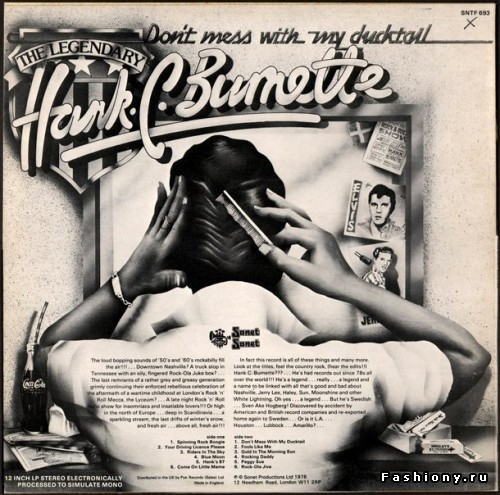 SNTF 693
Don't mess with my ducktail
THE LEGENDARY
Hank C. Burnette
ELVIS
Coca-Cola
Sonet Sonet
The loud bopping sounds of '50's and '60's rockabilly fill
the air!!!. . . Downtown Nashville? A truck stop in
Tennessee with an elly, fingered Rock-Ola Juke box? . . .
The last remnants of a rather grey and greasy generation
grimly continuing their enforced rebellious celebration of
the aftermath of a wartime childhood at London's Rock 'n'
Roll Mecca, the Lyceum? . . . A late night Rock 'n' Roll
TV show for insomniacs and insatiable lovers!!! Or high
up in the north of Europe . . . deep in Scandinavia . . . a
sparkling stream, the last drifts of winter's snow,
and fresh air . . . above all, fresh air!!!
In fact this record is all of these things and many more.
Look at the titles, feel the country rock, flear the edits!!!
Hank C-Burnette??? . . . He's had records out since 78s all
over the world!!! He's a legend . . . really . . . a legend and
a name to be linked with all that's good and bad about
Nashville, Jerry Lee, Haley, Sun, Moonshine and other
White Lightning. Oh yes . . . a legend . . . But he's Swedish
. . . Sven Ake Hogberg! Discovered by accident by
American and British record companies and re-exported,
home again to Sweden . . . Or is it L.A. . . .
Houston . . . Lubbock . . . Amarillo? . . .
side one
1. Spinning Rock Boogie
2. Your Driving Licence Please
3. Riders In The Sky
4. Blue Moon
5. Hank's 97
6. Come On Little Mama
side two
1. Don't Mess With My Ducktail
2. Fools Like Me
3. Gold In The Morning Sun
4. Rocking Daddy
5. Peggy Sue
6. Rock-Ola Jive
12 INCH LP STEREO ELECTRONICALLY
PROCESSED TO SIMULATE MONO
Distributed in the UK by Pye Records (Sales) Ltd.
Made in England
℗ © Sonet Productions Ltd 1976
12 Needham Road, London W11 2RP
Fashiony.ru